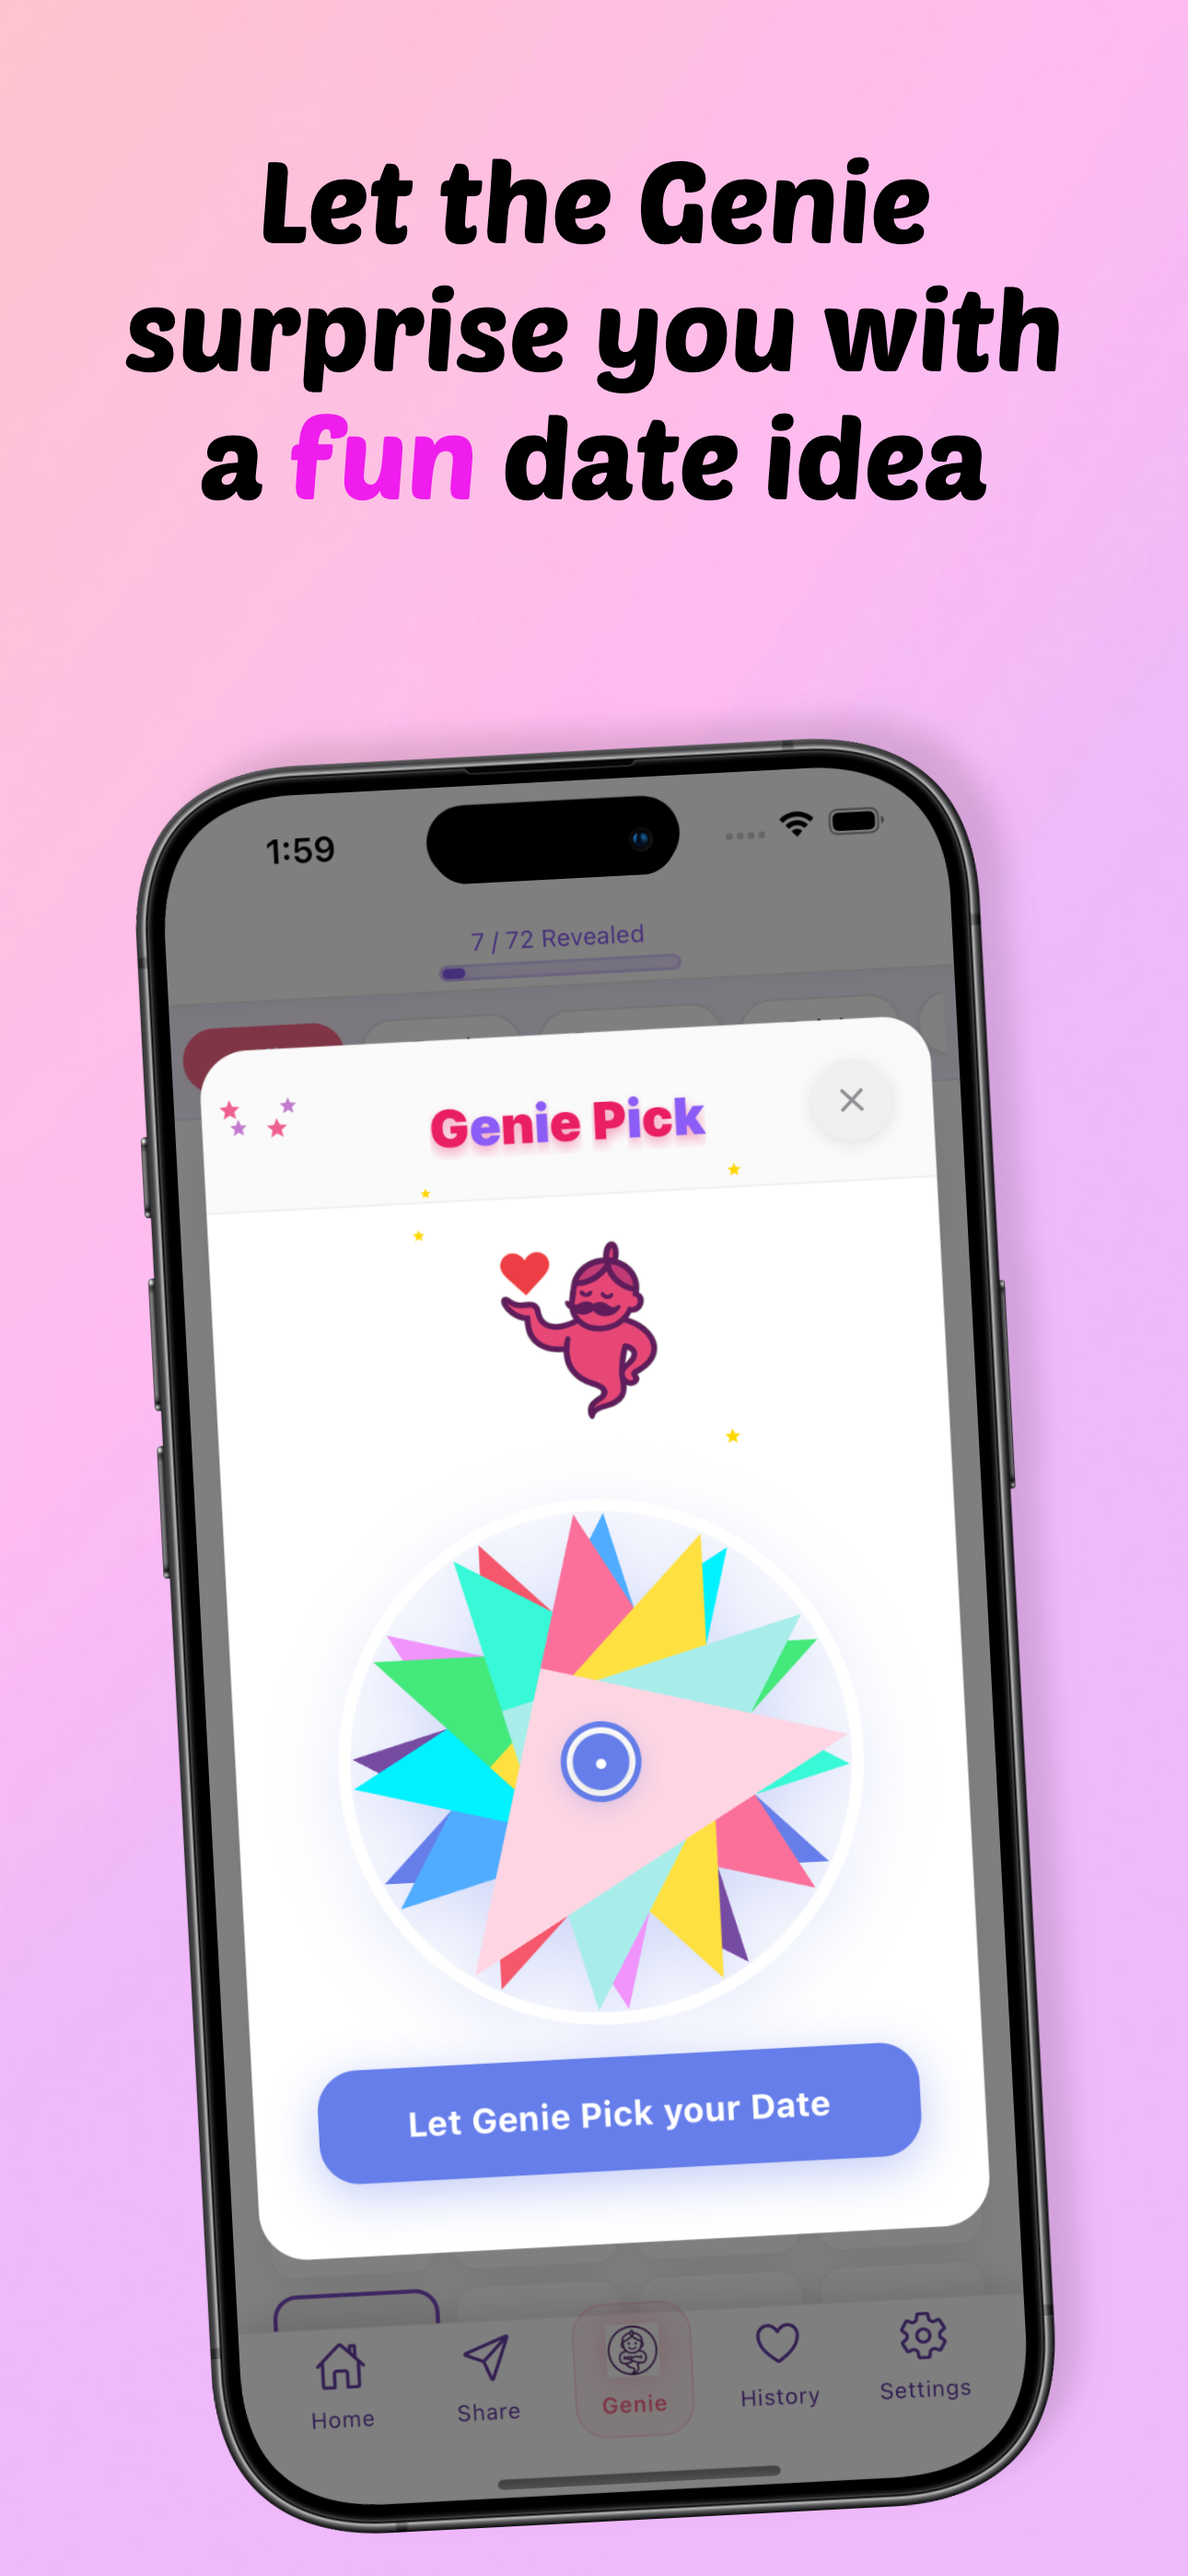 Let the Genie
surprise you with
a fun date idea
1:59
7 / 72 Revealed
Genie Pick
Let Genie Pick your Date
Home
Share
Genie
History
Settings